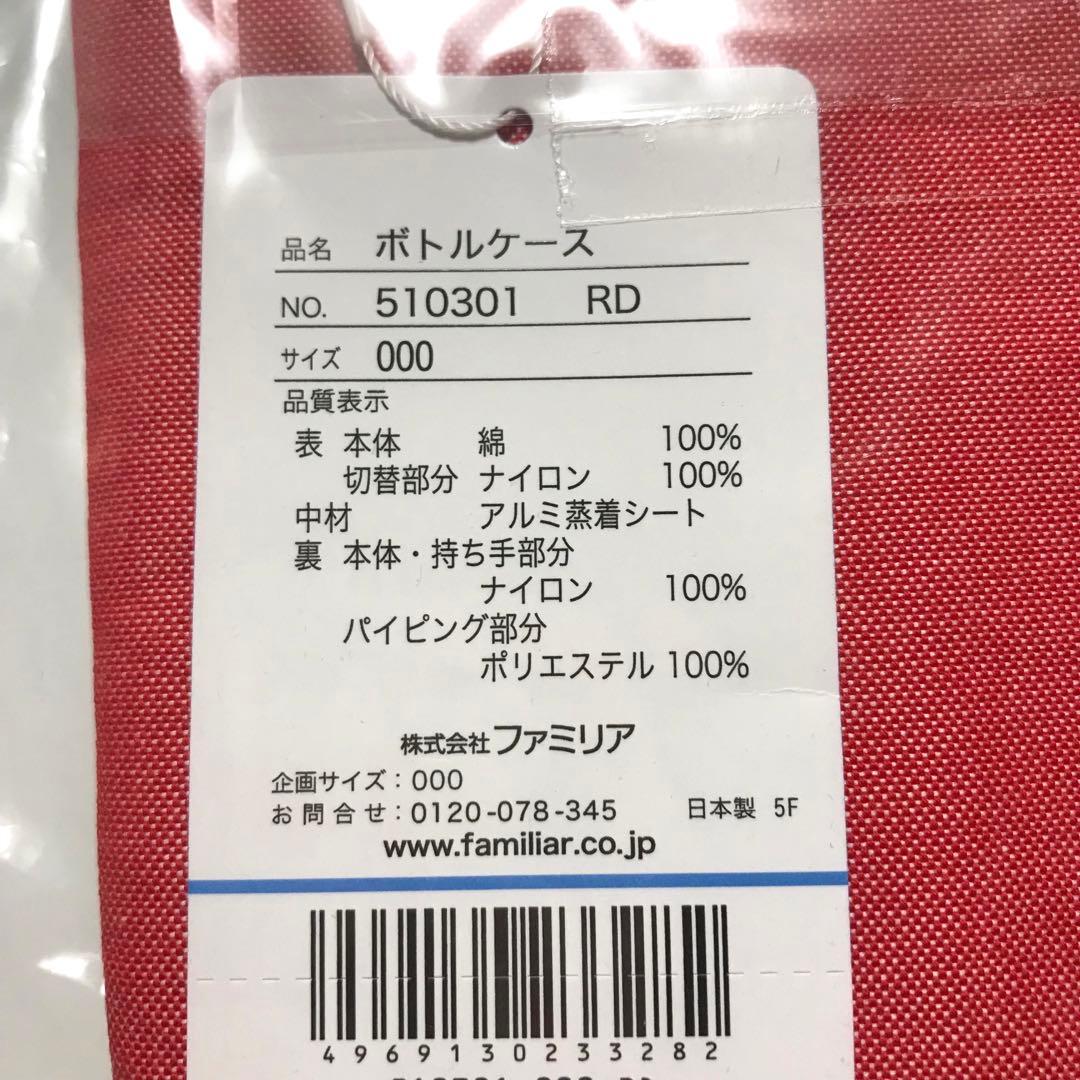 品名 ボトルケース
NO. 510301 RD
サイズ 000
品質表示
表 本体 綿 100%
切替部分 ナイロン 100%
中材 アルミ蒸着シート
裏 本体・持ち手部分
ナイロン 100%
パイピング部分
ポリエステル 100%
株式会社ファミリア
企画サイズ：000
お問合せ：0120-078-345 日本製 5F
www.familiar.co.jp
4969130233282